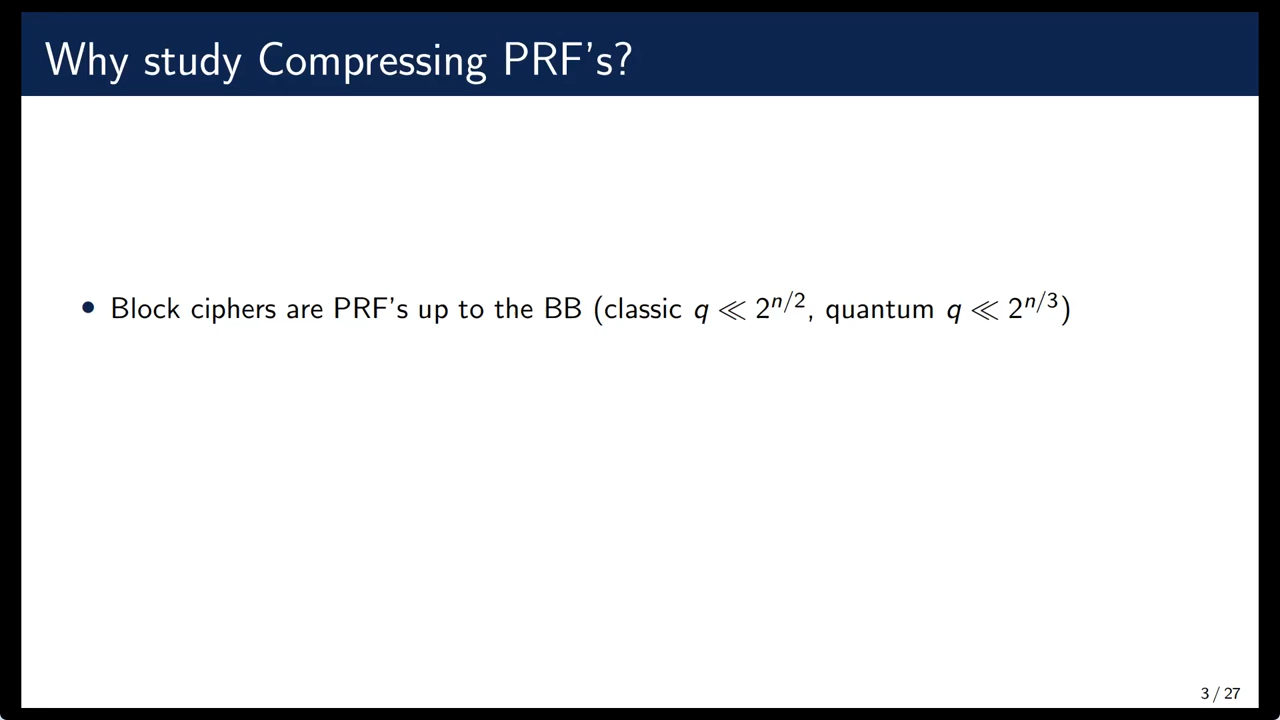 Why study Compressing PRF's?
• Block ciphers are PRF's up to the BB (classic q ≪ 2^{n/2}, quantum q ≪ 2^{n/3})
3 / 27